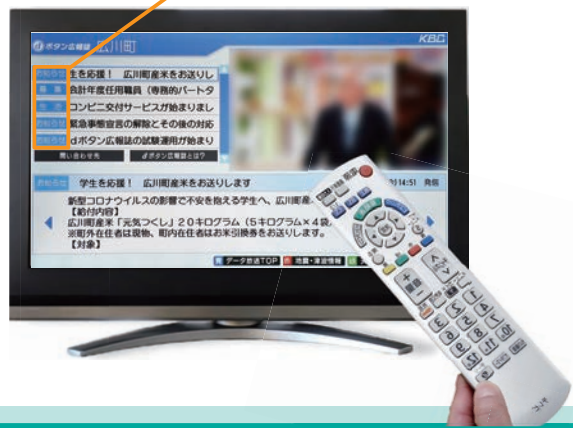 dボタン広報誌 広川町
KBC
お知らせ 学生を応援! 広川町産米をお送りし
会計年度任用職員(専務的パートタ
コンビニ交付サービスが始まりまし
お知らせ 緊急事態宣言の解除とその後の対応
お知らせ dボタン広報誌の試験運用が始まり
問い合わせ先 dボタン広報誌とは?
お知らせ 学生を応援! 広川町産米をお送りします 14:51 発信
新型コロナウイルスの影響で不安を抱える学生へ、広川町産
【給付内容】
広川町産米「元気つくし」20キログラム(5キログラム×4袋
※町外在住者は現物、町内在住者はお米引換券をお送りします。
【対象】
データ放送TOP 地震・津波情報